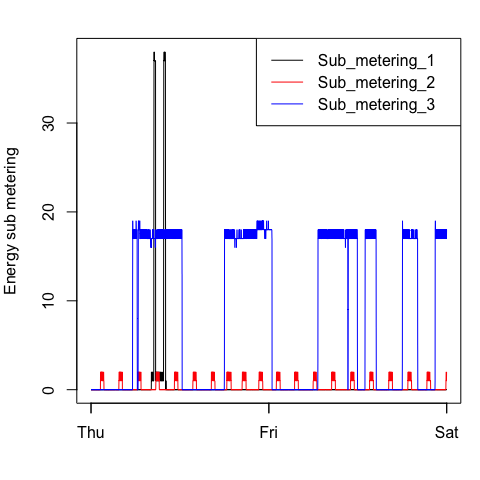 Sub_metering_1
Sub_metering_2
Sub_metering_3
Energy sub metering
30
20
10
0
Thu
Fri
Sat